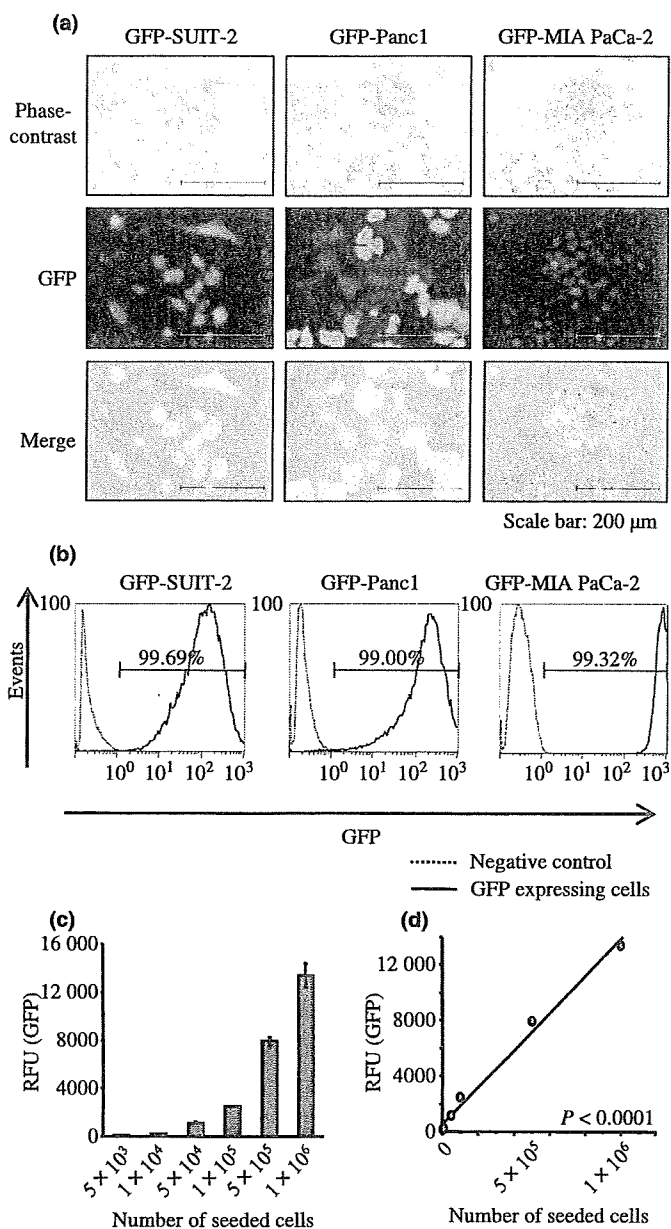 (a)
GFP-SUIT-2 GFP-Panc1 GFP-MIA PaCa-2
Phase-
contrast
GFP
Merge
Scale bar: 200 µm
(b)
GFP-SUIT-2 GFP-Panc1 GFP-MIA PaCa-2
100 100 100
Events
99.69% 99.00% 99.32%
10⁰ 10¹ 10² 10³ 10⁰ 10¹ 10² 10³ 10⁰ 10¹ 10² 10³
GFP
Negative control
GFP expressing cells
(c)
RFU (GFP)
16 000
12 000
8000
4000
0
5 × 10³ 1 × 10⁴ 5 × 10⁴ 1 × 10⁵ 5 × 10⁵ 1 × 10⁶
Number of seeded cells
(d)
RFU (GFP)
12 000
8000
4000
0
P < 0.0001
0 5 × 10⁵ 1 × 10⁶
Number of seeded cells